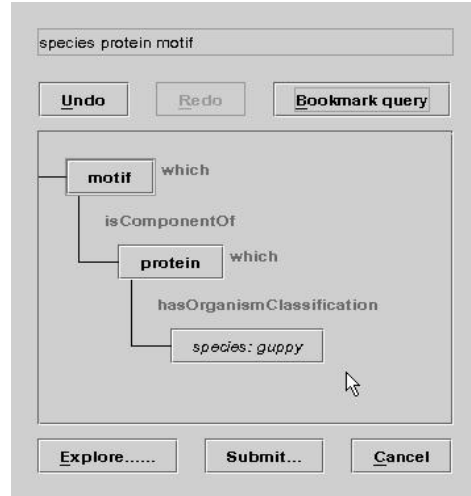 species protein motif
Undo Redo Bookmark query
motif which
isComponentOf
protein which
hasOrganismClassification
species: guppy
Explore...... Submit... Cancel